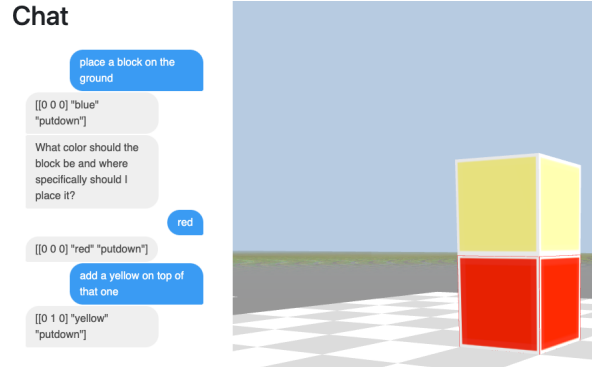 Chat
place a block on the
ground
[[0 0 0] "blue"
"putdown"]
What color should the
block be and where
specifically should I
place it?
red
[[0 0 0] "red" "putdown"]
add a yellow on top of
that one
[[0 1 0] "yellow"
"putdown"]